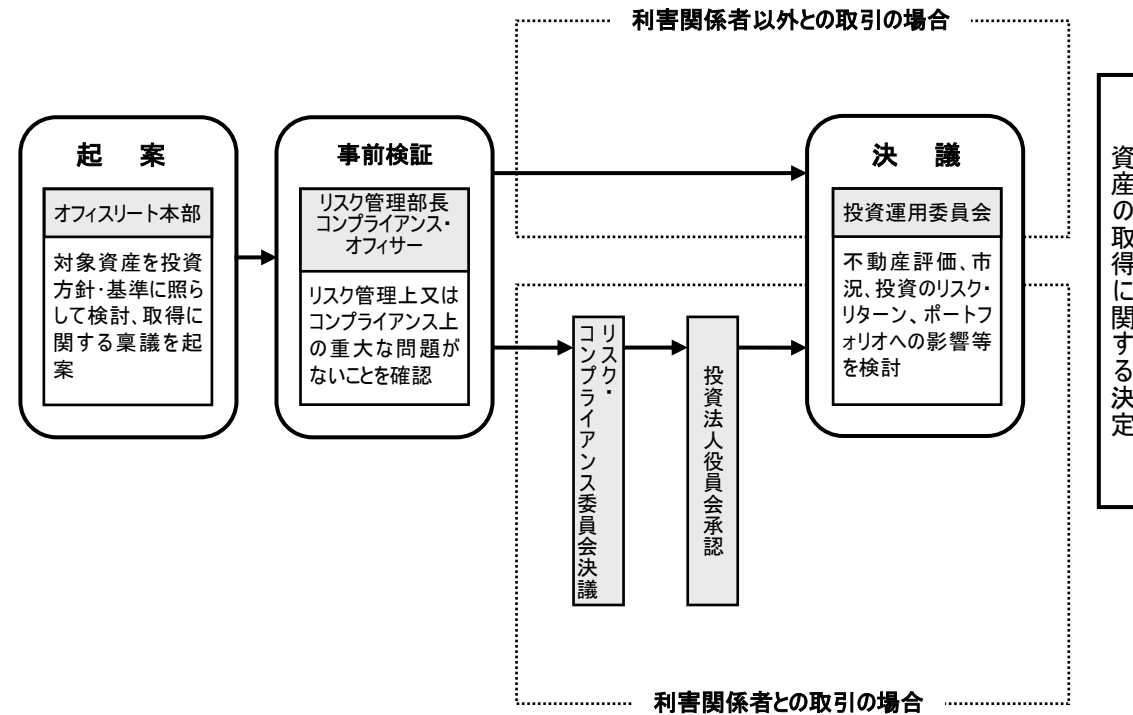 利害関係者以外との取引の場合
起 案
オフィスリート本部
対象資産を投資
方針・基準に照ら
して検討、取得に
関する稟議を起
案
事前検証
リスク管理部長
コンプライアンス・
オフィサー
リスク管理上又は
コンプライアンス上
の重大な問題が
ないことを確認
リスク・
コンプライアンス委員会決議
投資法人役員会承認
決 議
投資運用委員会
不動産評価、市
況、投資のリスク・
リターン、ポートフ
ォリオへの影響等
を検討
資産の取得に関する決定
利害関係者との取引の場合